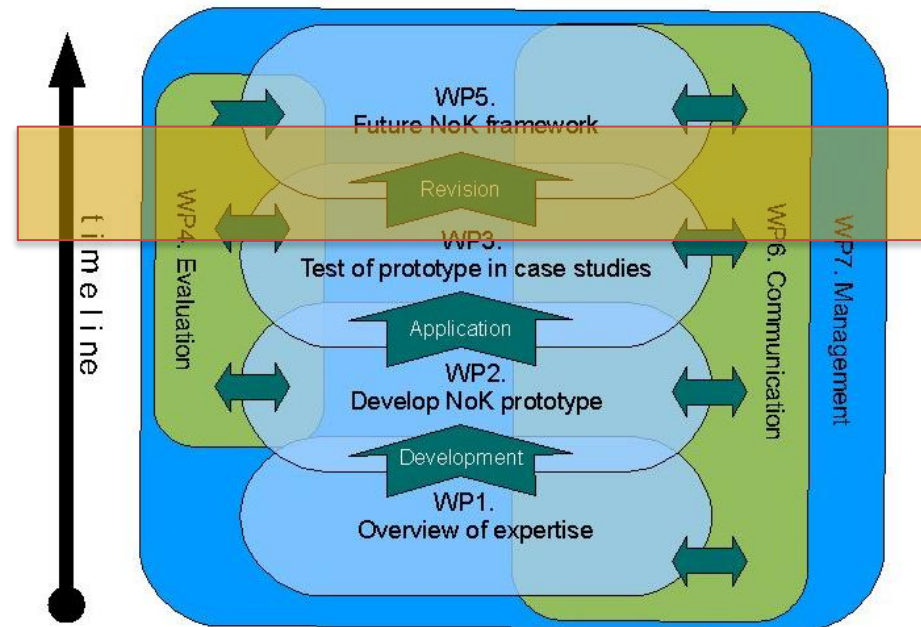 WP5.
Future NoK framework
Revision
WP3.
Test of prototype in case studies
Application
WP2.
Develop NoK prototype
Development
WP1.
Overview of expertise
WP4. Evaluation
WP6. Communication
WP7. Management
timeline